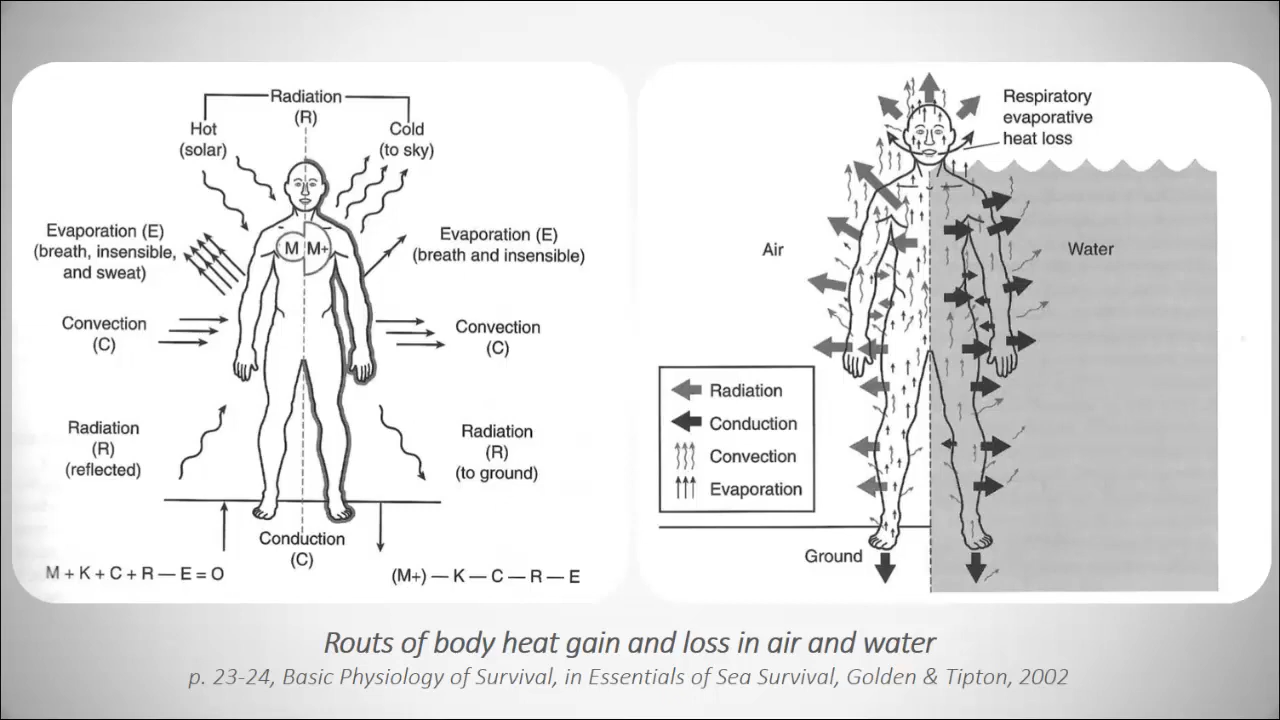 Radiation
(R)
Hot
(solar)
Cold
(to sky)
Evaporation (E)
(breath, insensible,
and sweat)
M M+
Evaporation (E)
(breath and insensible)
Convection
(C)
Convection
(C)
Radiation
(R)
(reflected)
Radiation
(R)
(to ground)
Conduction
(C)
M + K + C + R — E = O
(M+) — K — C — R — E
Respiratory
evaporative
heat loss
Air
Water
Radiation
Conduction
Convection
Evaporation
Ground
Routs of body heat gain and loss in air and water
p. 23-24, Basic Physiology of Survival, in Essentials of Sea Survival, Golden & Tipton, 2002